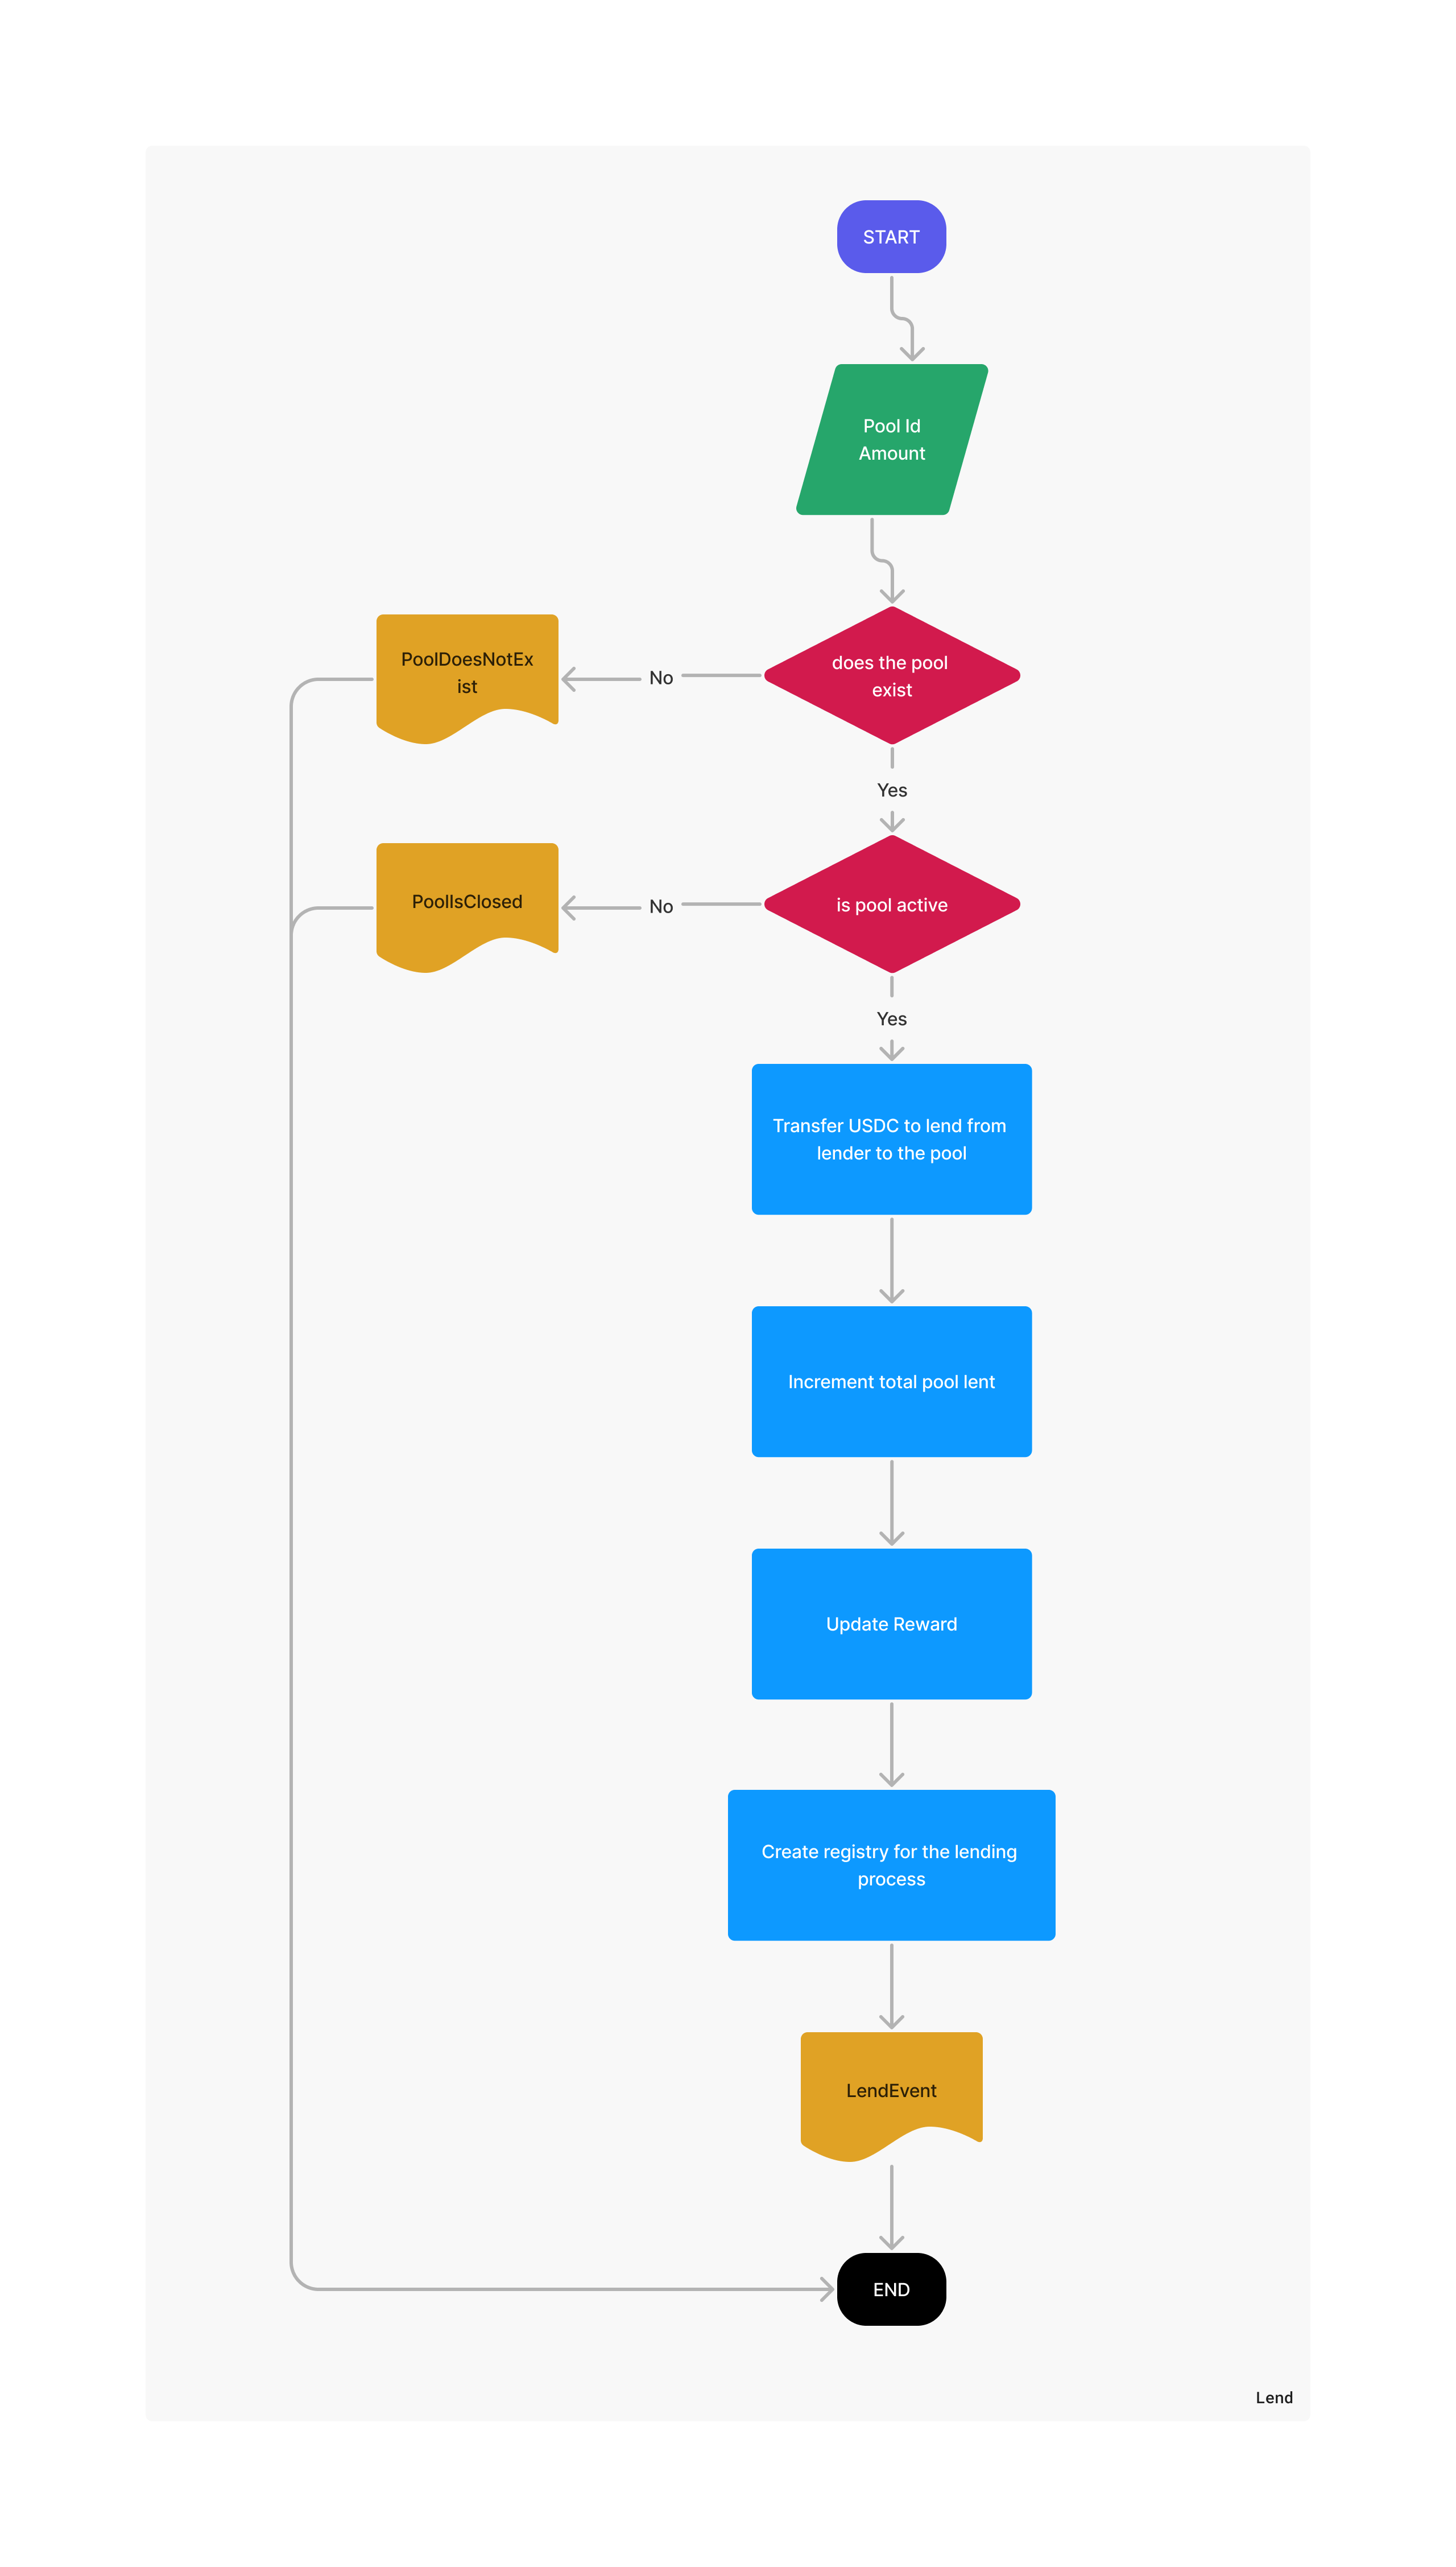 START
Pool Id
Amount
does the pool
exist
No
PoolDoesNotEx
ist
Yes
is pool active
No
PoolIsClosed
Yes
Transfer USDC to lend from
lender to the pool
Increment total pool lent
Update Reward
Create registry for the lending
process
LendEvent
END
Lend